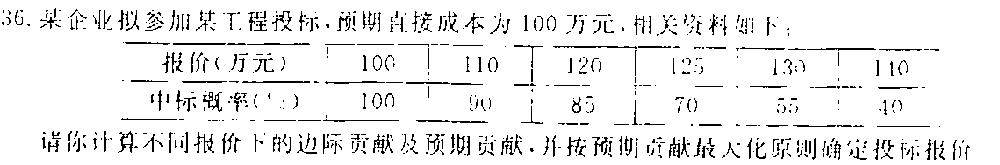 36. 某企业拟参加某工程投标,预期直接成本为 100 万元,相关资料如下:
报价(万元) 100 110 120 125 130 140
中标概率(%) 100 90 85 70 55 40
请你计算不同报价下的边际贡献及预期贡献,并按预期贡献最大化原则确定投标报价